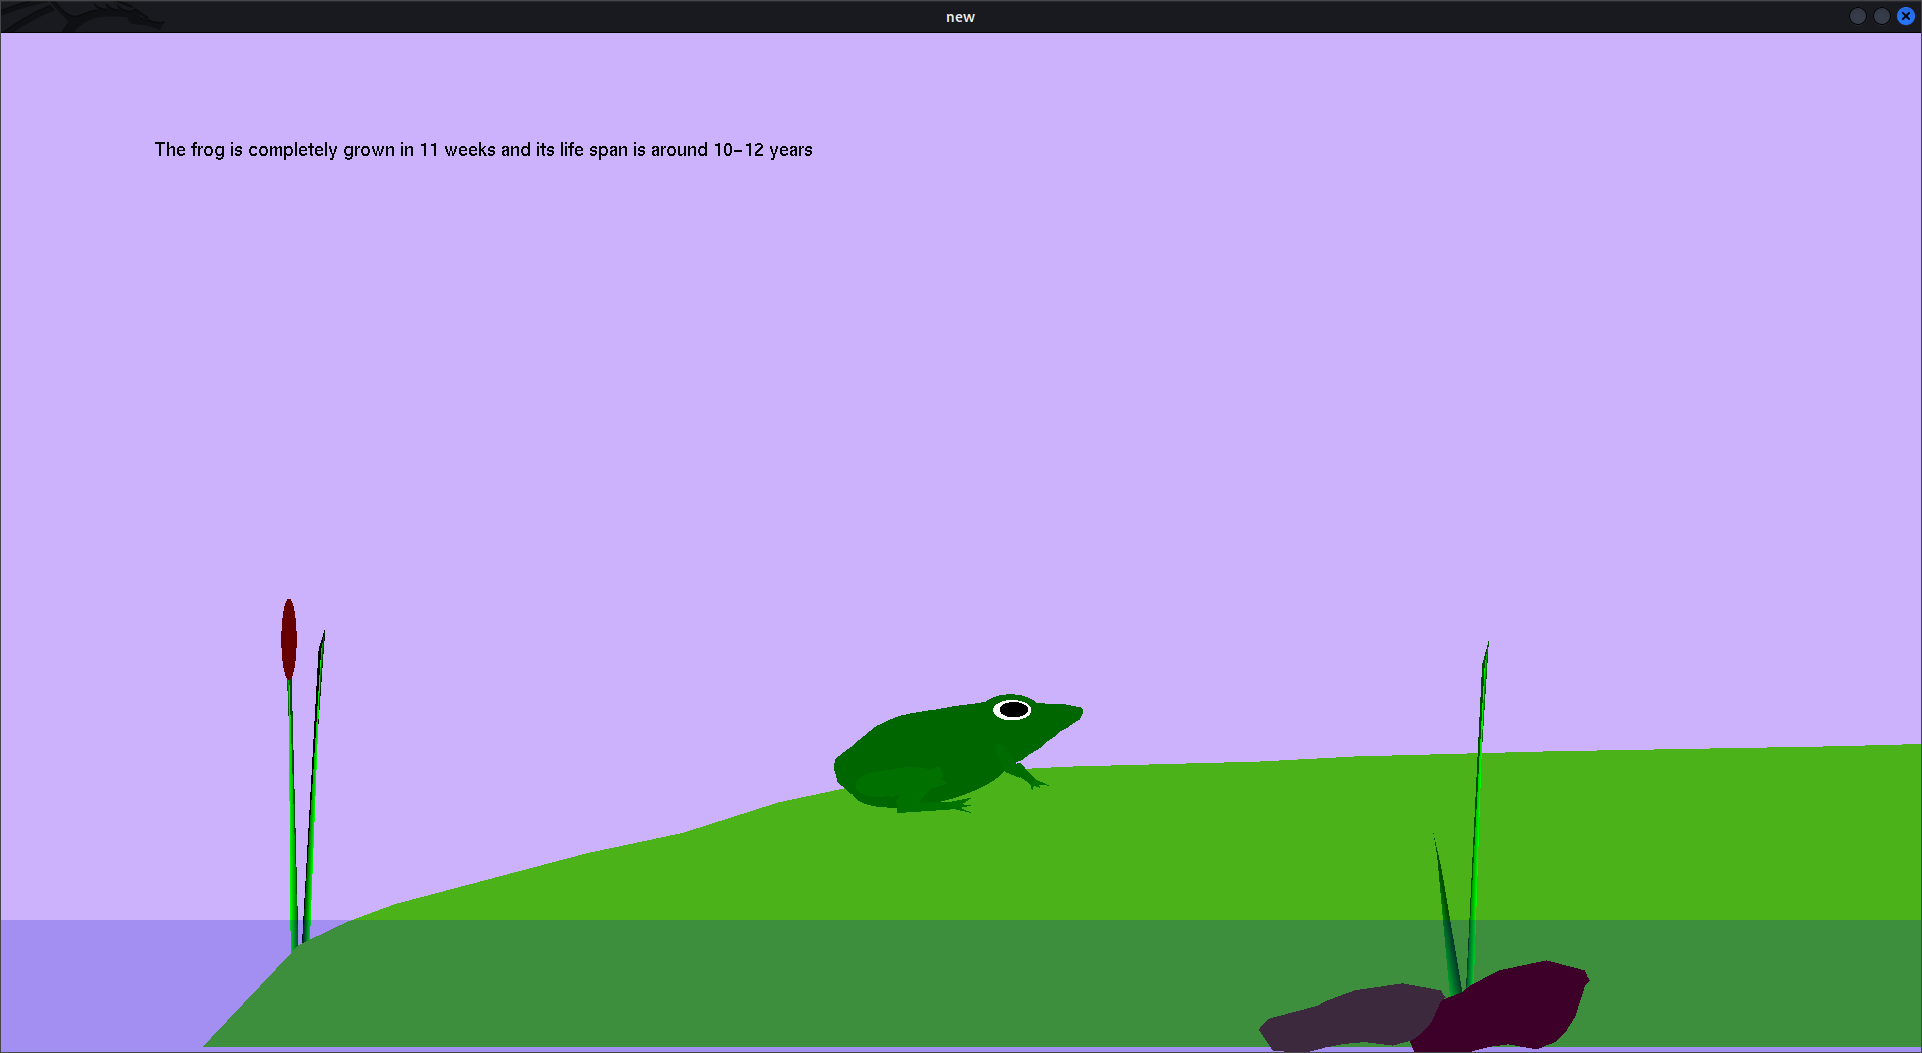 new
The frog is completely grown in 11 weeks and its life span is around 10-12 years